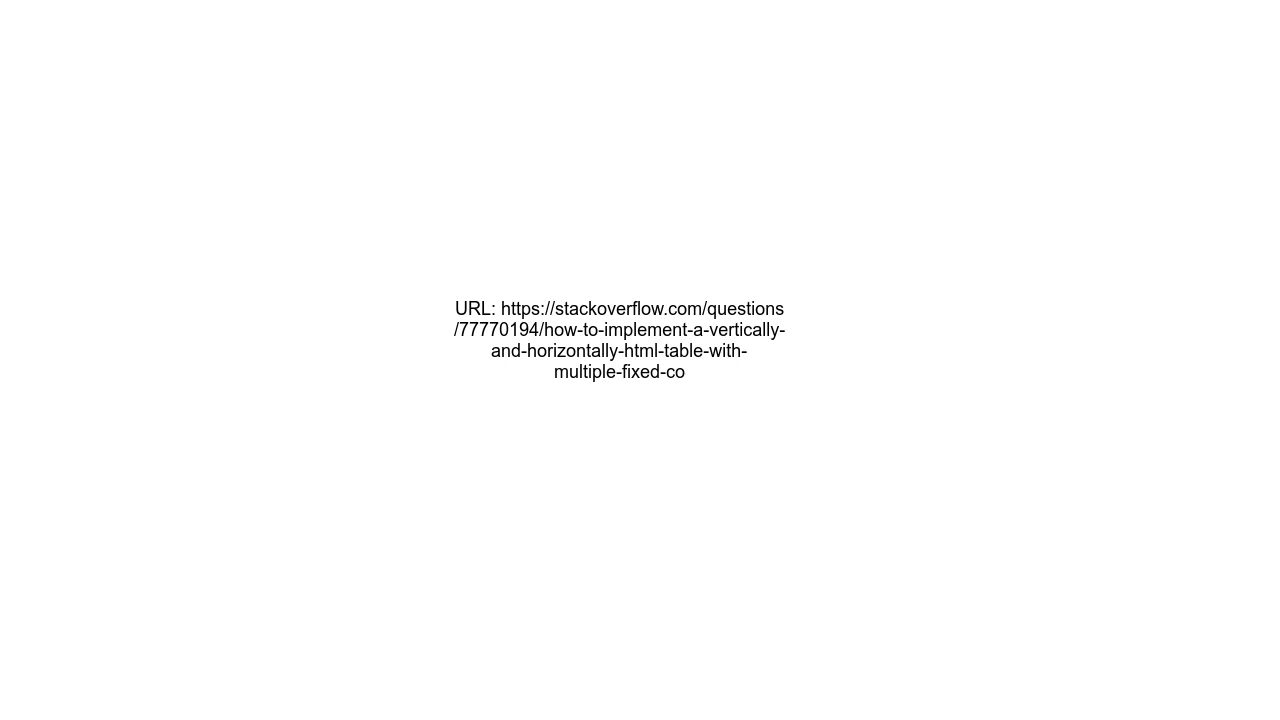 URL: https://stackoverflow.com/questions
/77770194/how-to-implement-a-vertically-
and-horizontally-html-table-with-
multiple-fixed-co